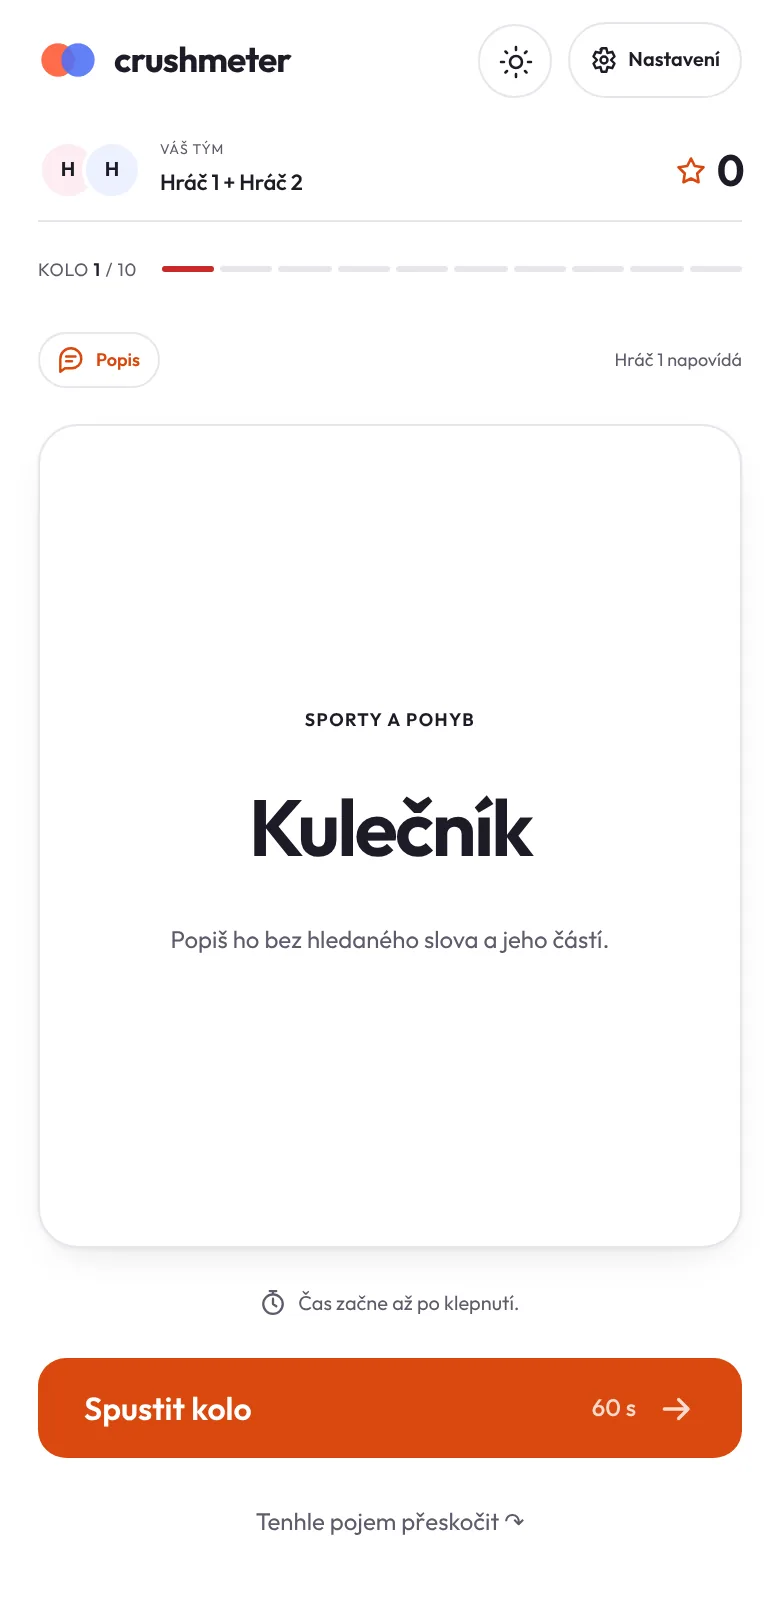 crushmeter
Nastavení
H H
VÁŠ TÝM
Hráč 1 + Hráč 2
0
KOLO 1 / 10
Popis
Hráč 1 napovídá
SPORTY A POHYB
Kulečník
Popiš ho bez hledaného slova a jeho částí.
Čas začne až po klepnutí.
Spustit kolo
60 s →
Tenhle pojem přeskočit ↷